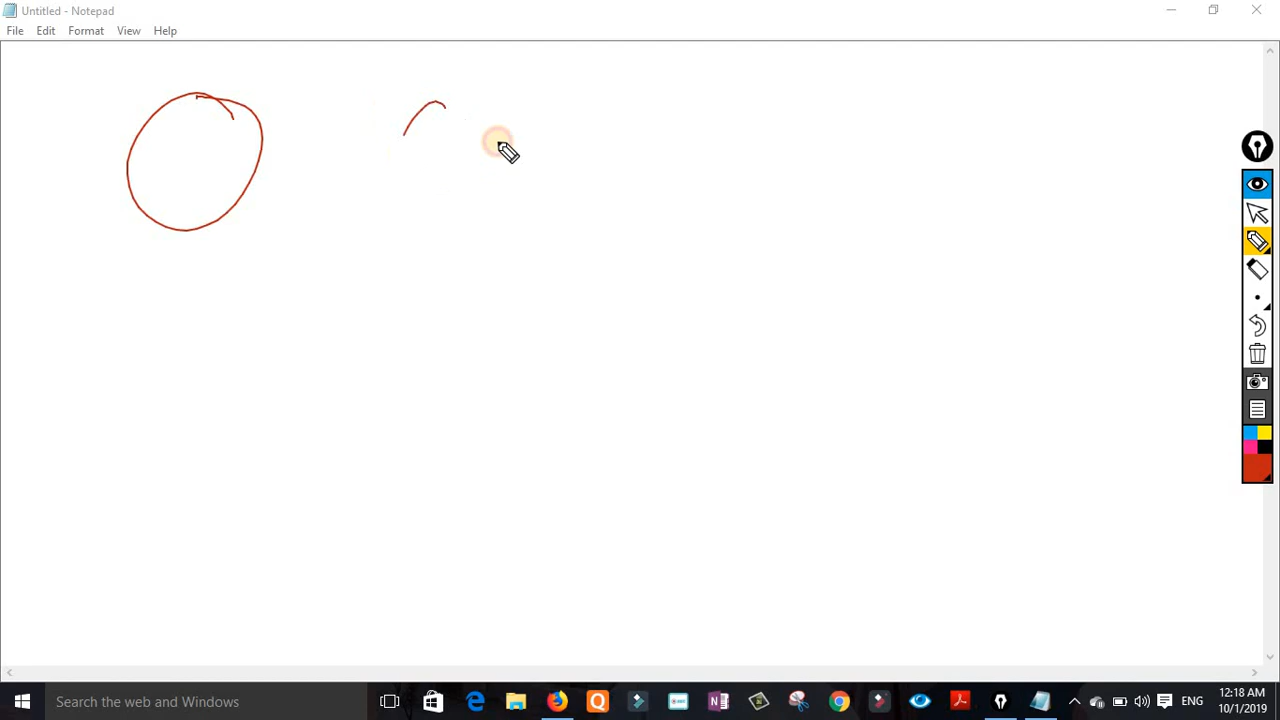 Untitled - Notepad
File Edit Format View Help
Search the web and Windows
ENG
12:18 AM
10/1/2019